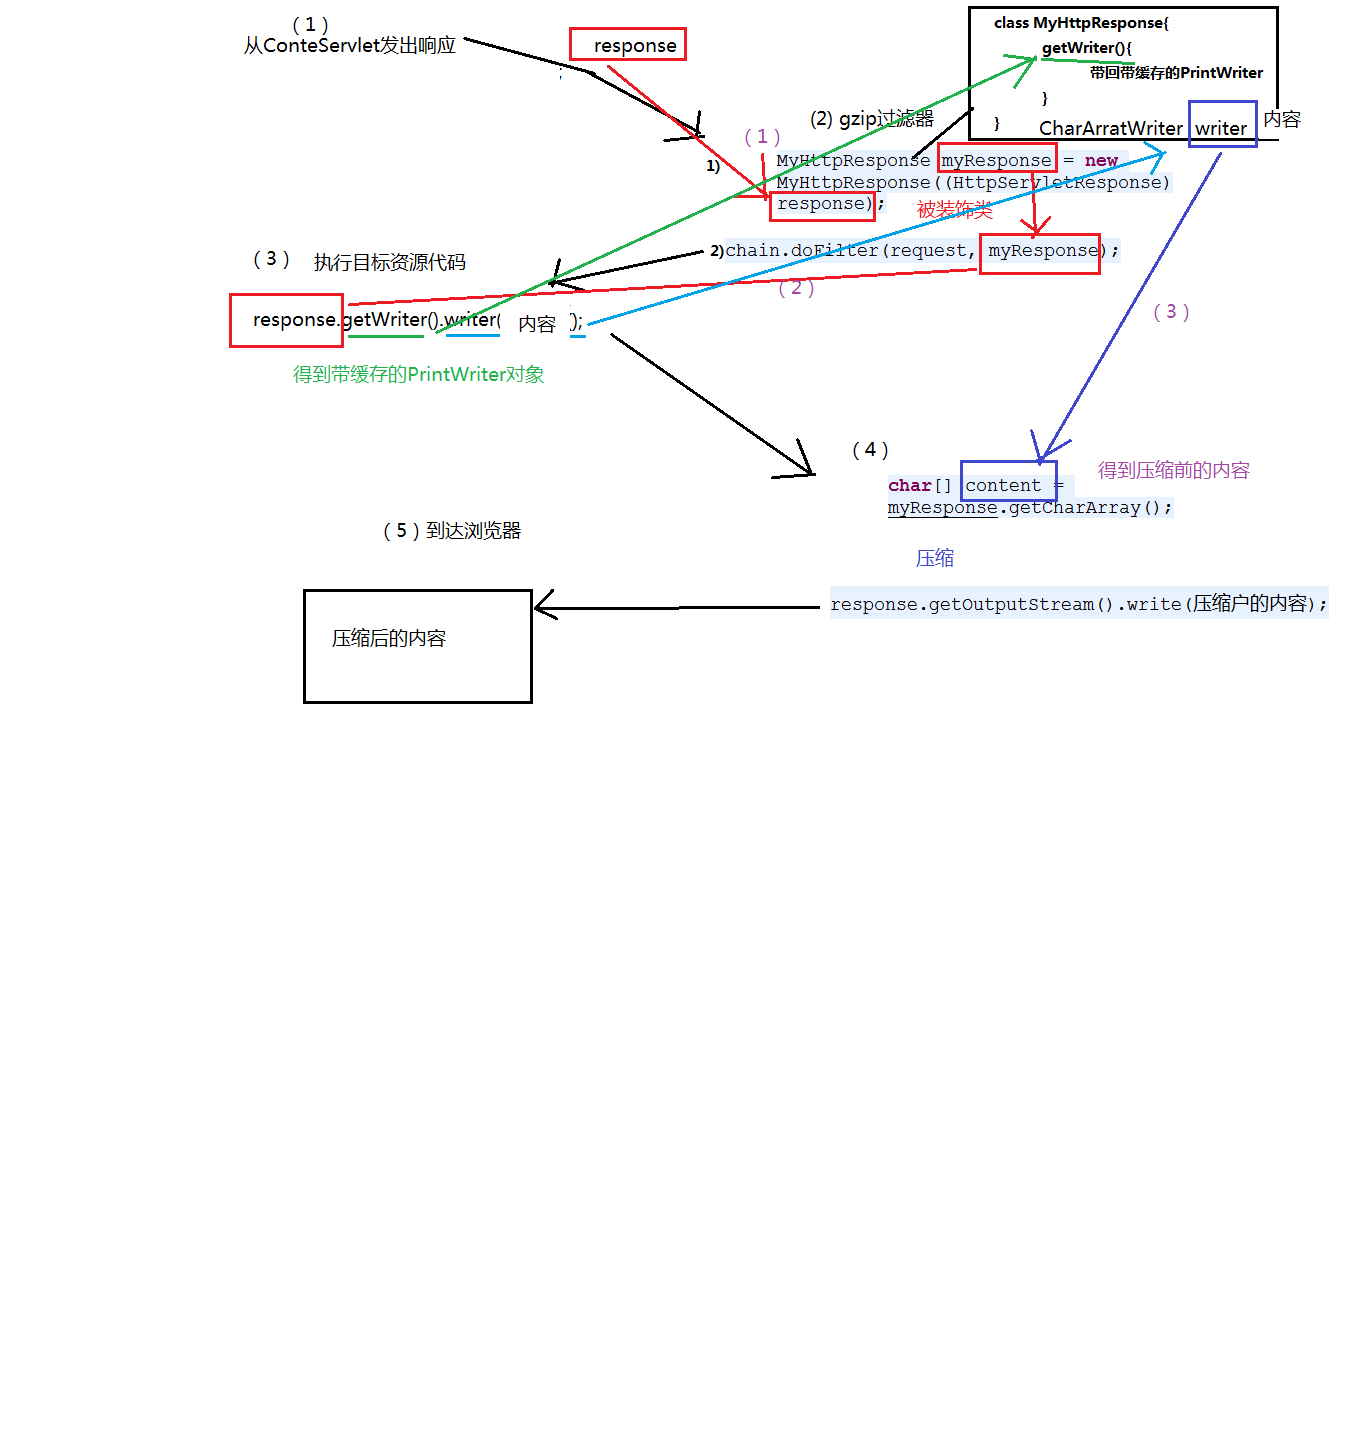 （1）
从ConteServlet发出响应
response
class MyHttpResponse{
getWriter(){
带回带缓存的PrintWriter
}
}
CharArratWriter writer 内容
(2) gzip过滤器
（1）
1)
MyHttpResponse myResponse = new
MyHttpResponse((HttpServletResponse)
response);
被装饰类
2)chain.doFilter(request, myResponse);
（2）
（3）
（3） 执行目标资源代码
response.getWriter().writer( 内容 );
得到带缓存的PrintWriter对象
（4）
得到压缩前的内容
char[] content =
myResponse.getCharArray();
压缩
（5）到达浏览器
response.getOutputStream().write(压缩户的内容);
压缩后的内容